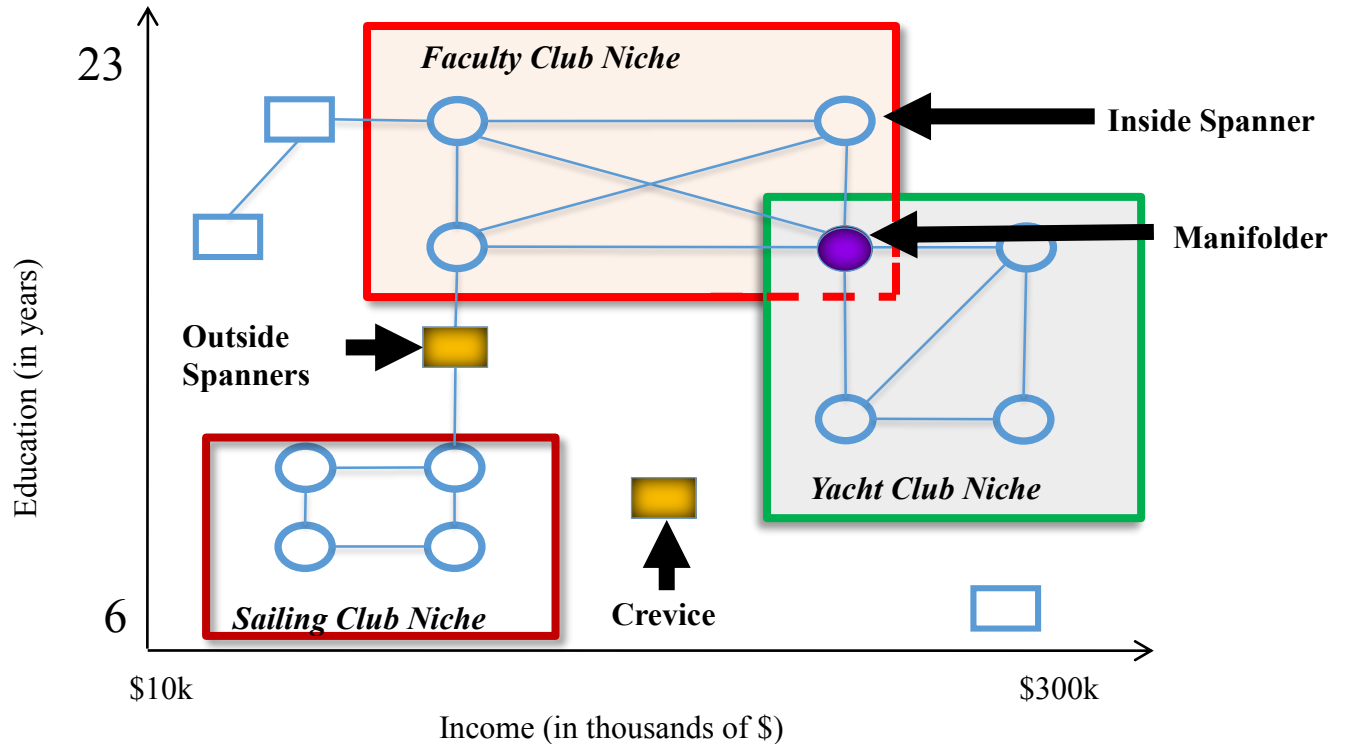 23
Faculty Club Niche
Inside Spanner
Manifolder
Education (in years)
Outside
Spanners
Yacht Club Niche
Crevice
6
Sailing Club Niche
$10k
$300k
Income (in thousands of $)